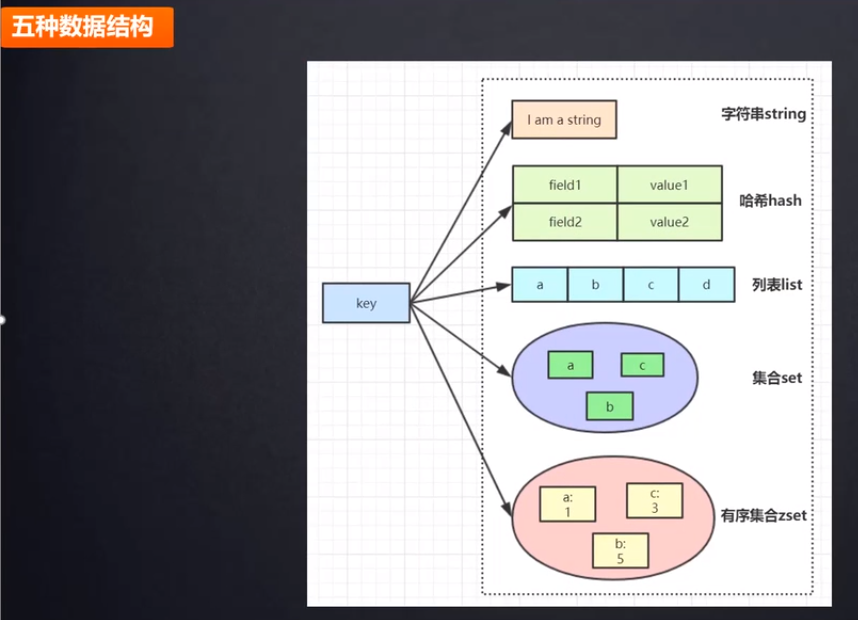 五种数据结构
I am a string
字符串string
field1 value1
哈希hash
field2 value2
a b c d
列表list
key
a c
集合set
b
a:
1
c:
3
有序集合zset
b:
5